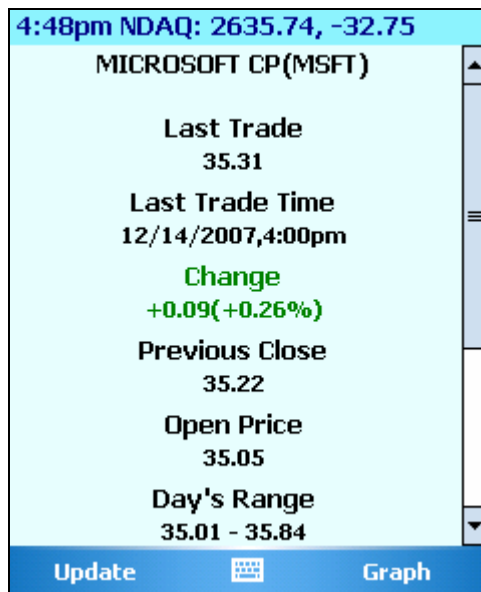 4:48pm NDAQ: 2635.74, -32.75
MICROSOFT CP(MSFT)
Last Trade
35.31
Last Trade Time
12/14/2007,4:00pm
Change
+0.09(+0.26%)
Previous Close
35.22
Open Price
35.05
Day's Range
35.01 - 35.84
Update Graph